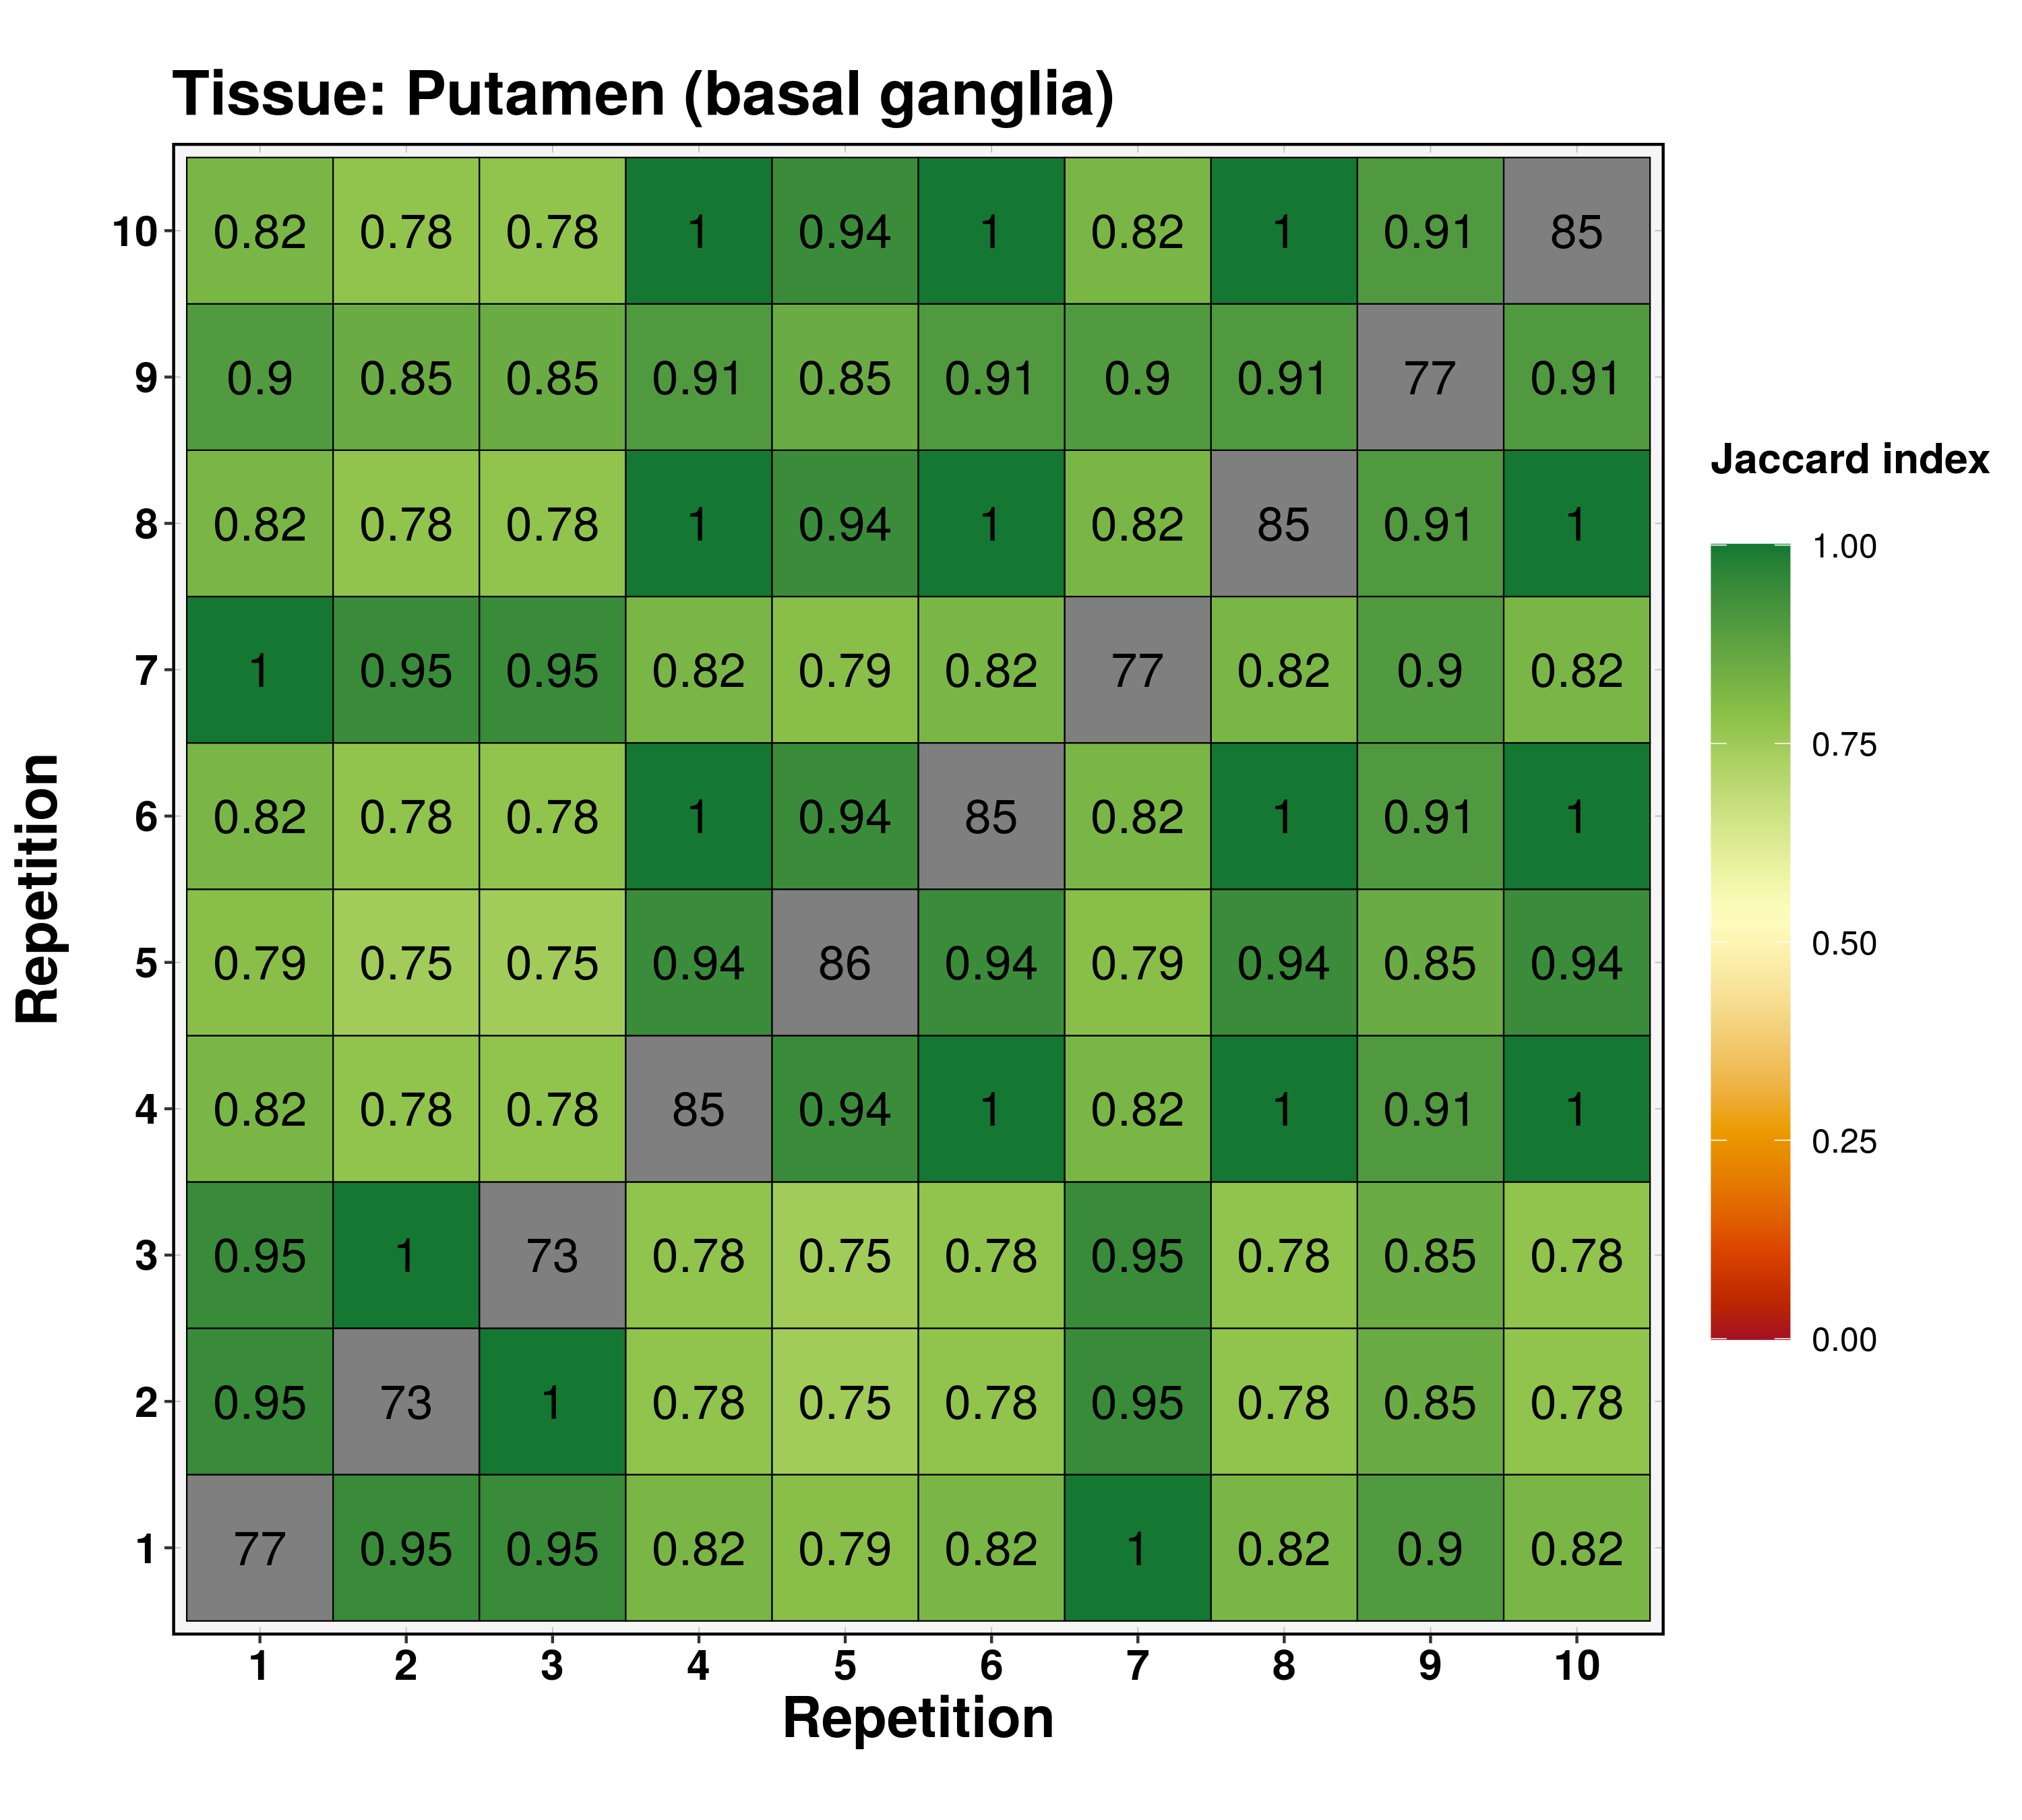 Tissue: Putamen (basal ganglia)
10 0.82 0.78 0.78 1 0.94 1 0.82 1 0.91 85
9 0.9 0.85 0.85 0.91 0.85 0.91 0.9 0.91 77 0.91
8 0.82 0.78 0.78 1 0.94 1 0.82 85 0.91 1
7 1 0.95 0.95 0.82 0.79 0.82 77 0.82 0.9 0.82
6 0.82 0.78 0.78 1 0.94 85 0.82 1 0.91 1
5 0.79 0.75 0.75 0.94 86 0.94 0.79 0.94 0.85 0.94
4 0.82 0.78 0.78 85 0.94 1 0.82 1 0.91 1
3 0.95 1 73 0.78 0.75 0.78 0.95 0.78 0.85 0.78
2 0.95 73 1 0.78 0.75 0.78 0.95 0.78 0.85 0.78
1 77 0.95 0.95 0.82 0.79 0.82 1 0.82 0.9 0.82
1 2 3 4 5 6 7 8 9 10
Repetition
Repetition
Jaccard index
1.00
0.75
0.50
0.25
0.00